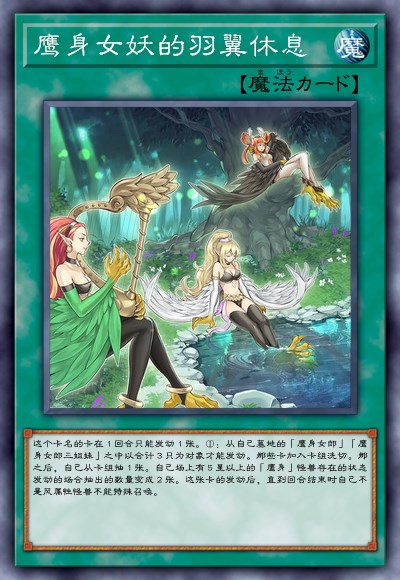 鹰身女妖的羽翼休息
魔
【魔法カード】
まほう
这个卡名的卡在1回合只能发动1张。①：从自己墓地的「鹰身女郎」「鹰
身女郎三姐妹」之中以合计3只为对象才能发动。那些卡加入卡组洗切。那
之后，自己从卡组抽1张。自己场上有5星以上的「鹰身」怪兽存在的状态
发动的场合抽出的数量变成2张。这张卡的发动后，直到回合结束时自己不
是风属性怪兽不能特殊召唤。